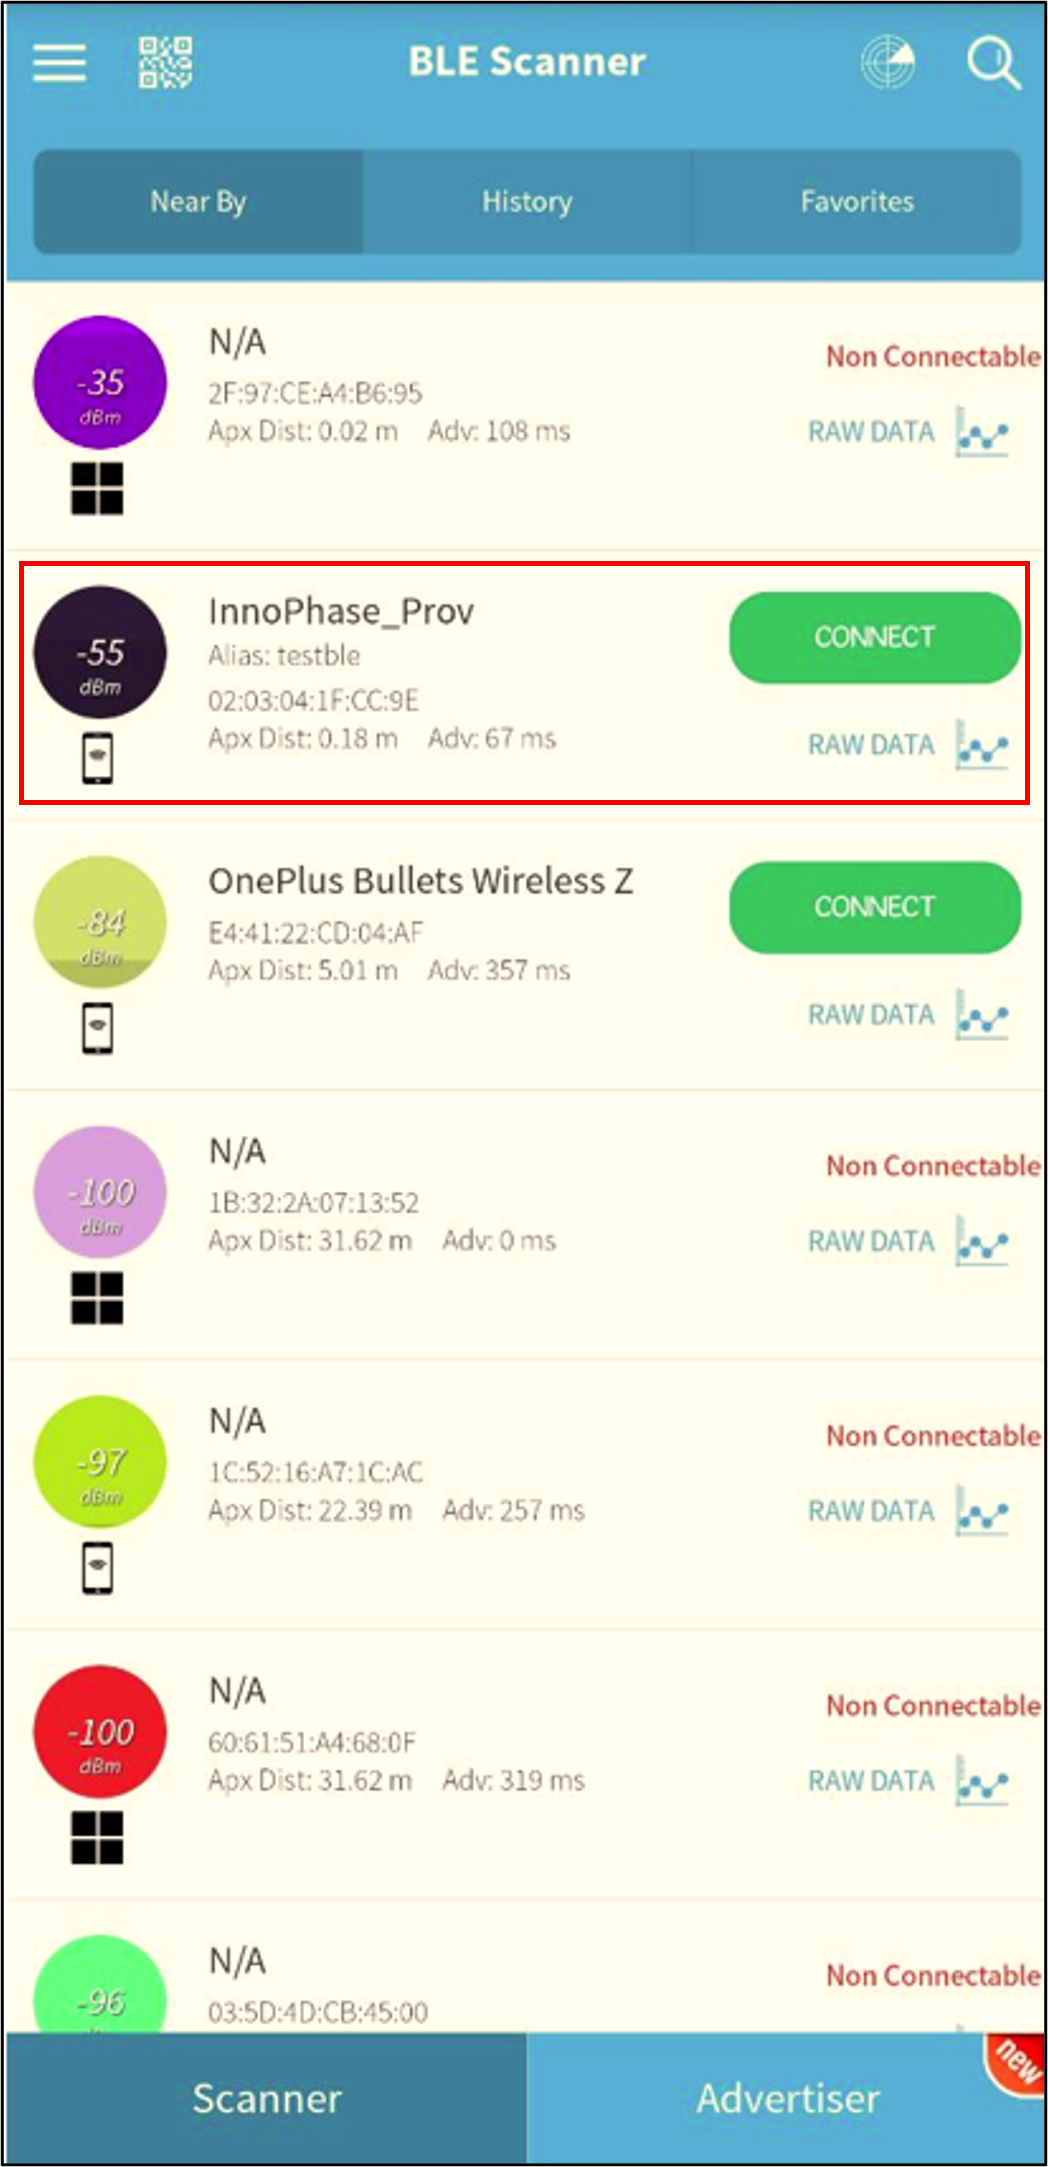 BLE Scanner
Near By
History
Favorites
-35
dBm
N/A
2F:97:CE:A4:B6:95
Apx Dist: 0.02 m Adv: 108 ms
Non Connectable
RAW DATA
-55
dBm
InnoPhase_Prov
Alias: testble
02:03:04:1F:CC:9E
Apx Dist: 0.18 m Adv: 67 ms
CONNECT
RAW DATA
-84
dBm
OnePlus Bullets Wireless Z
E4:41:22:CD:04:AF
Apx Dist: 5.01 m Adv: 357 ms
CONNECT
RAW DATA
-100
dBm
N/A
1B:32:2A:07:13:52
Apx Dist: 31.62 m Adv: 0 ms
Non Connectable
RAW DATA
-97
dBm
N/A
1C:52:16:A7:1C:AC
Apx Dist: 22.39 m Adv: 257 ms
Non Connectable
RAW DATA
-100
dBm
N/A
60:61:51:A4:68:0F
Apx Dist: 31.62 m Adv: 319 ms
Non Connectable
RAW DATA
-96
N/A
03:5D:4D:CB:45:00
Non Connectable
Scanner
Advertiser
new